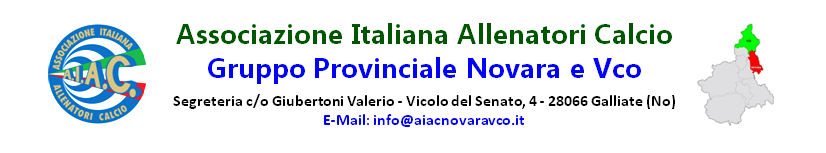 ASSOCIAZIONE ITALIANA
A.I.A.C.
ALLENATORI CALCIO
Associazione Italiana Allenatori Calcio
Gruppo Provinciale Novara e Vco
Segreteria c/o Giubertoni Valerio - Vicolo del Senato, 4 - 28066 Galliate (No)
E-Mail: info@aiacnovaravco.it